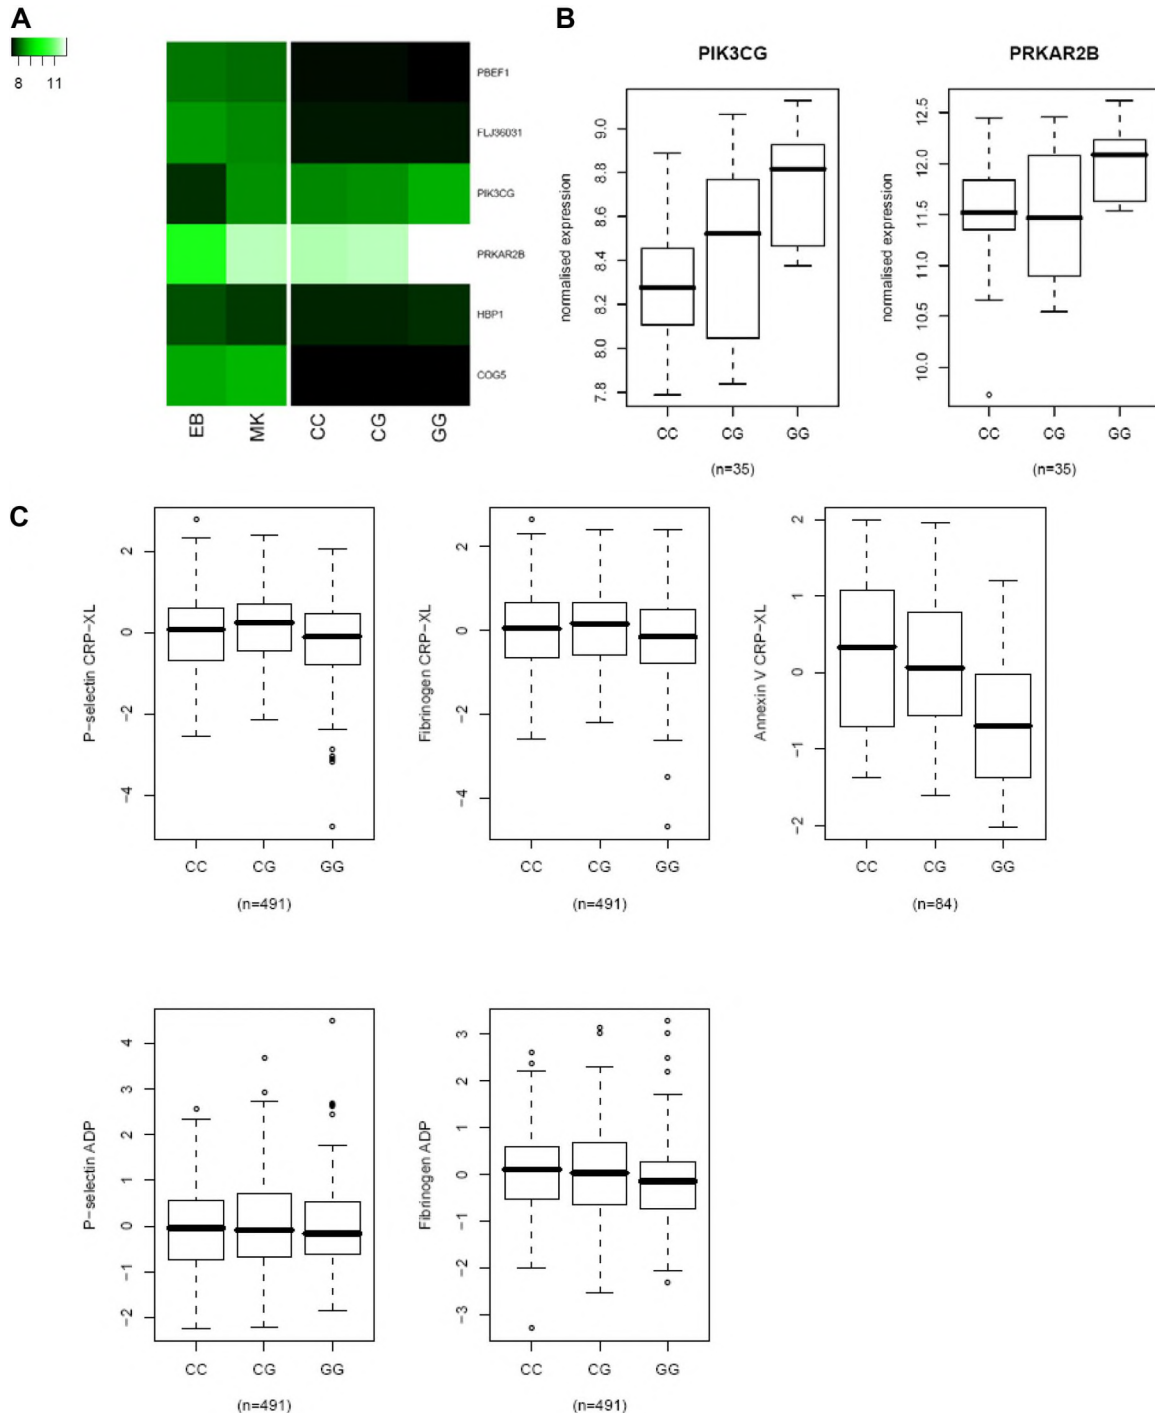 A
8 11
PBEF1
FLJ36031
PIK3CG
PRKAR2B
HBP1
COG5
EB MK CC CG GG
B
PIK3CG
normalised expression
9.0
8.8
8.6
8.4
8.2
8.0
7.8
CC CG GG
(n=35)
PRKAR2B
normalised expression
12.5
12.0
11.5
11.0
10.5
10.0
CC CG GG
(n=35)
C
P-selectin CRP-XL
2
0
-2
-4
CC CG GG
(n=491)
Fibrinogen CRP-XL
2
0
-2
-4
CC CG GG
(n=491)
Annexin V CRP-XL
2
1
0
-1
-2
CC CG GG
(n=84)
P-selectin ADP
4
3
2
1
0
-1
-2
CC CG GG
(n=491)
Fibrinogen ADP
3
2
1
0
-1
-2
-3
CC CG GG
(n=491)